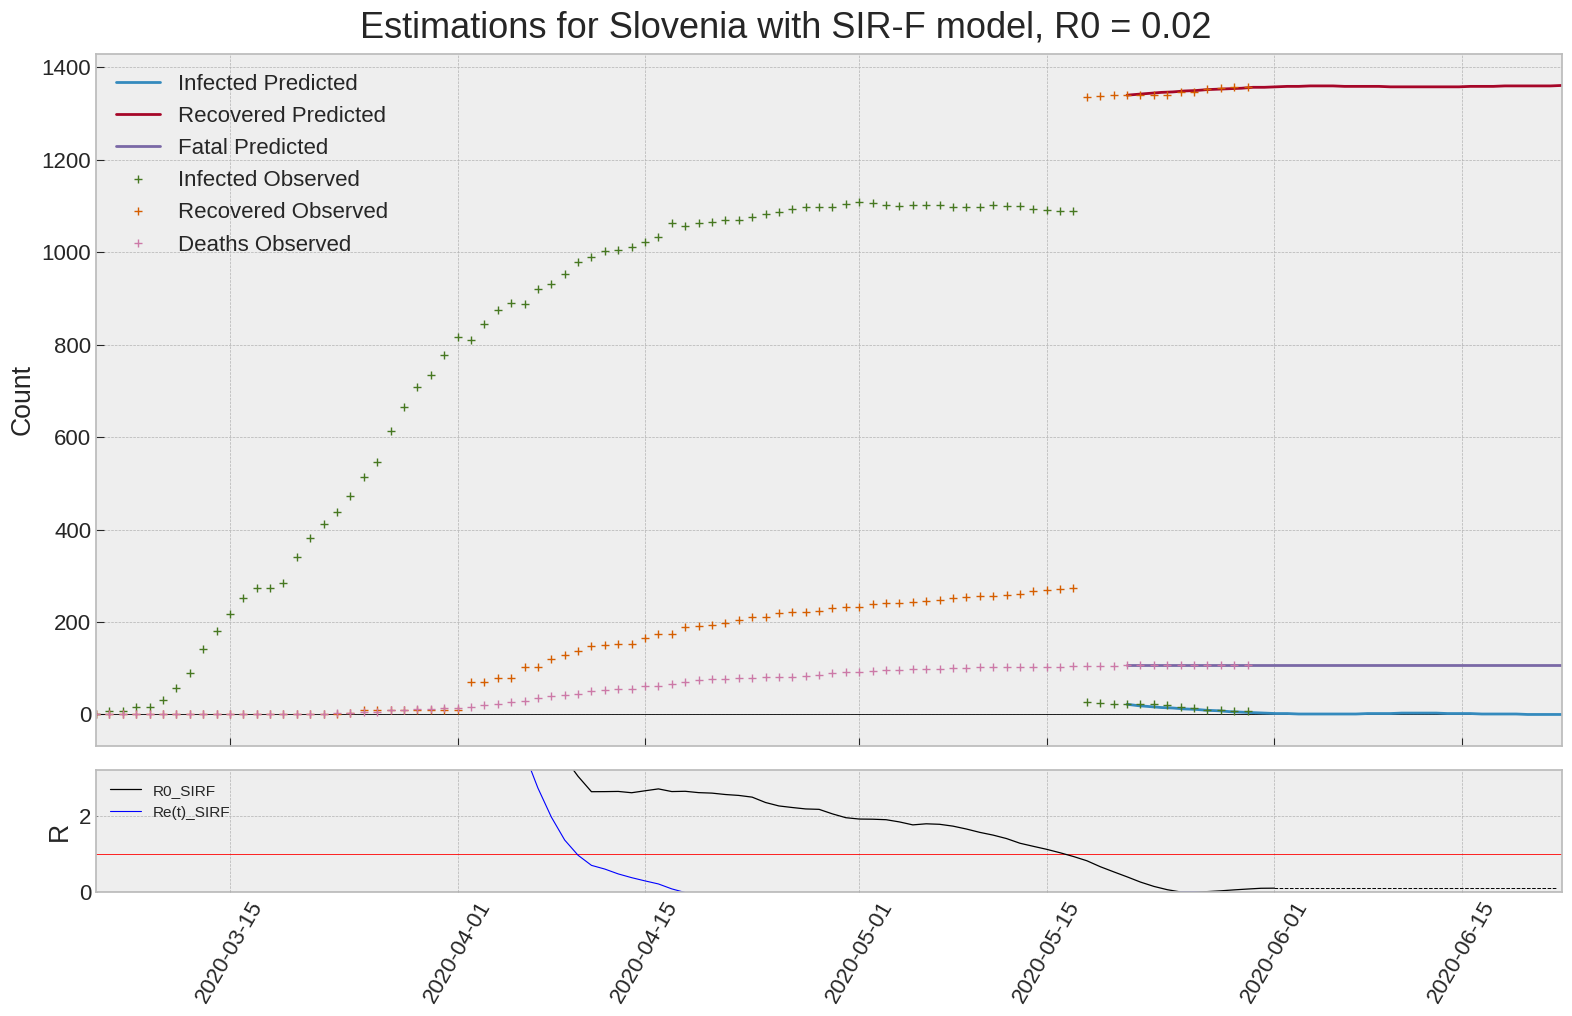 Estimations for Slovenia with SIR-F model, R0 = 0.02
1400
1200
1000
800
600
400
200
0
Count
Infected Predicted
Recovered Predicted
Fatal Predicted
Infected Observed
Recovered Observed
Deaths Observed
2
0
R
R0_SIRF
Re(t)_SIRF
2020-03-15
2020-04-01
2020-04-15
2020-05-01
2020-05-15
2020-06-01
2020-06-15